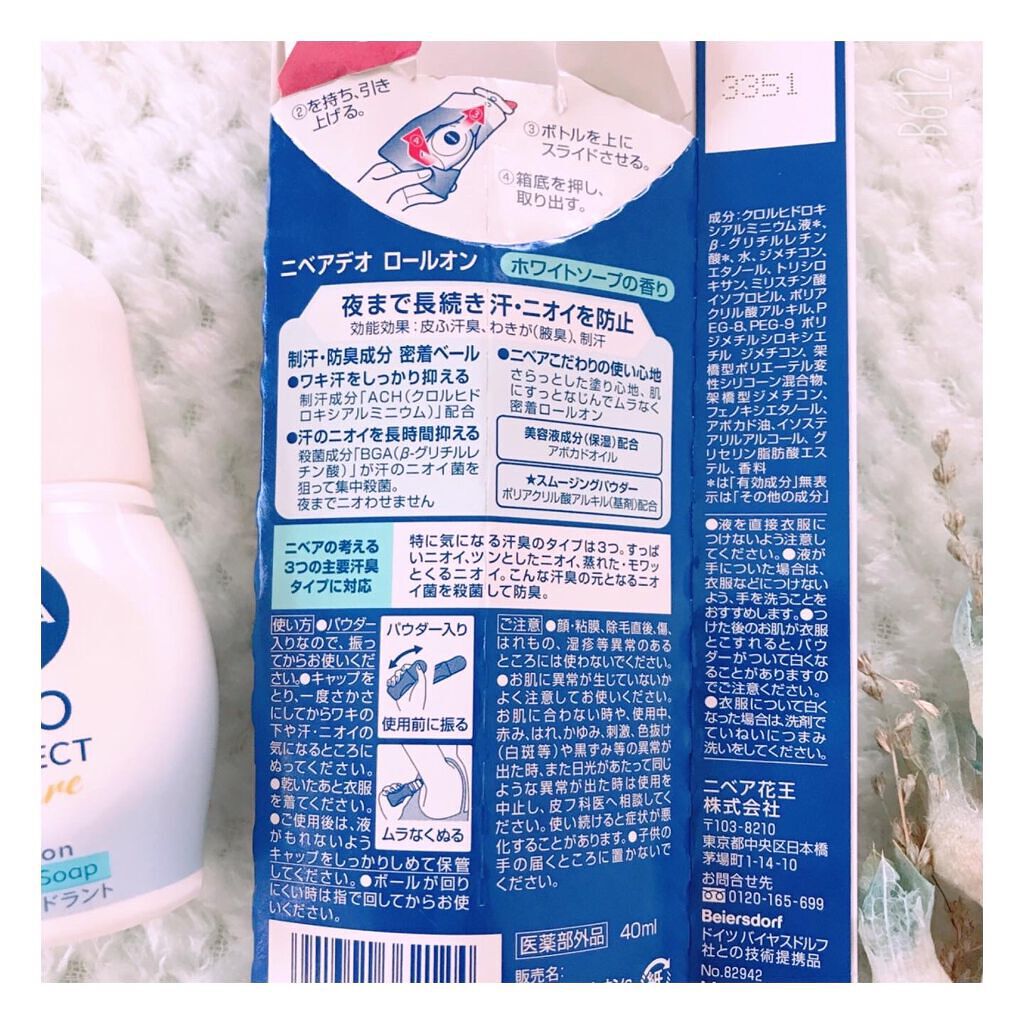 ②を持ち、引き
上げる。
③ボトルを上に
スライドさせる。
④箱底を押し、
取り出す。
ニベアデオ ロールオン
ホワイトソープの香り
夜まで長続き 汗・ニオイを防止
効能効果：皮ふ汗臭、わきが（腋臭）、制汗
制汗・防臭成分 密着ベール
●ワキ汗をしっかり抑える
制汗成分「ACH（クロルヒド
ロキシアルミニウム）」配合
●汗のニオイを長時間抑える
殺菌成分「BGA（β-グリチルレ
チン酸）」が汗のニオイ菌を
狙って集中殺菌。
夜までニオわせません
●ニベアこだわりの使い心地
さらっとした塗り心地、肌
にすっとなじんでムラなく
密着ロールオン
美容液成分（保湿）配合
アボカドオイル
★スムージングパウダー
ポリアクリル酸アルキル（基剤）配合
ニベアの考える
3つの主要汗臭
タイプに対応
特に気になる汗臭のタイプは3つ。すっぱ
いニオイ、ツンとしたニオイ、蒸れた・モワッ
とくるニオイ。こんな汗臭の元となるニオ
イ菌を殺菌して防臭。
使い方 ●パウダー
入りなので、振っ
てからお使いくだ
さい。●キャップを
とり、一度さかさ
にしてからワキの
下や汗・ニオイの
気になるところに
ぬってください。
●乾いたあと衣服
を着てください。
●ご使用後は、液
がもれないよう
キャップをしっかりしめて保管
してください。●ボールが回り
にくい時は指で回してからお使
いください。
パウダー入り
使用前に振る
ムラなくぬる
ご注意 ●顔・粘膜、除毛直後、傷、
はれもの、湿疹等異常のある
ところには使わないでください。
●お肌に異常が生じていないか
よく注意してお使いください。
お肌に合わない時や、使用中、
赤み、はれ、かゆみ、刺激、色抜け
（白斑等）や黒ずみ等の異常が
出た時、また日光があたって同じ
ような異常が出た時は使用を
中止し、皮フ科医へ相談してく
ださい。使い続けると症状が悪
化することがあります。●子供の
手の届くところに置かないで
ください。
医薬部外品 40ml
販売名：
紙
3351
成分：クロルヒドロキ
シアルミニウム液*、
β-グリチルレチン
酸*、水、ジメチコン、
エタノール、トリシロ
キサン、ミリスチン酸
イソプロピル、ポリア
クリル酸アルキル、P
EG-8、PEG-9 ポリ
ジメチルシロキシエ
チル ジメチコン、架
橋型ポリエーテル変
性シリコーン混合物、
架橋型ジメチコン、
フェノキシエタノール、
アボカド油、イソステ
アリルアルコール、グ
リセリン脂肪酸エス
テル、香料
*は「有効成分」無表
示は「その他の成分」
●液を直接衣服に
つけないよう注意し
てください。●液が
手についた場合は、
衣服などにつけない
よう、手を洗うことを
おすすめします。●つ
けた後のお肌が衣服
とこすれると、パウ
ダーがついて白くな
ることがありますの
でご注意ください。
●衣服について白く
なった場合は、洗剤で
ていねいにつまみ
洗いをしてください。
ニベア花王
株式会社
〒103-8210
東京都中央区日本橋
茅場町1-14-10
お問合せ先
0120-165-699
Beiersdorf
ドイツ バイヤスドルフ
社との技術提携品
No.82942
A
O
ECT
re
on
Soap
ドラント
B612